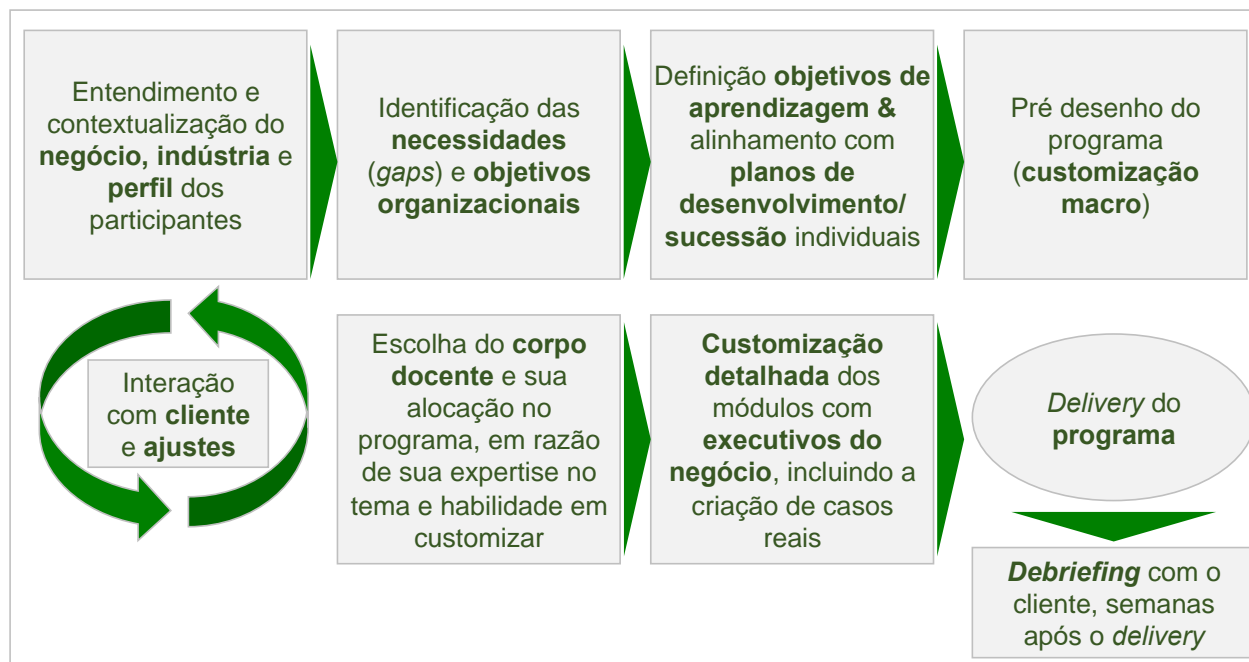 Entendimento e
contextualização do
negócio, indústria e
perfil dos
participantes
Identificação das
necessidades
(gaps) e objetivos
organizacionais
Definição objetivos de
aprendizagem &
alinhamento com
planos de
desenvolvimento/
sucessão individuais
Pré desenho do
programa
(customização
macro)
Interação
com cliente
e ajustes
Escolha do corpo
docente e sua
alocação no
programa, em razão
de sua expertise no
tema e habilidade em
customizar
Customização
detalhada dos
módulos com
executivos do
negócio, incluindo a
criação de casos
reais
Delivery do
programa
Debriefing com o
cliente, semanas
após o delivery